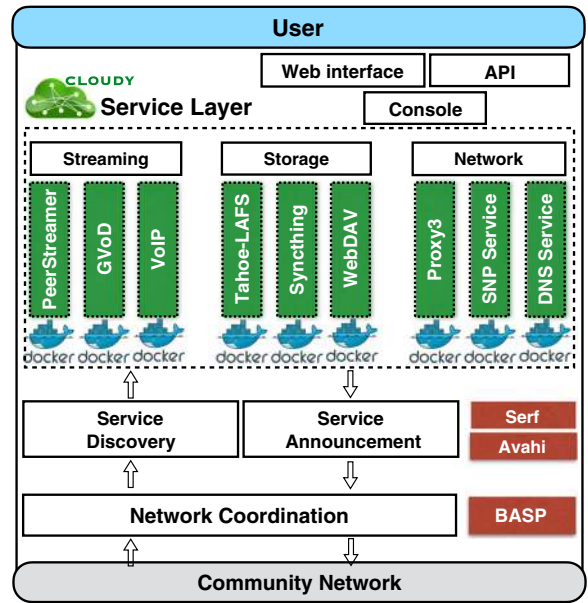 User
Web interface
API
CLOUDY
Service Layer
Console
Streaming
Storage
Network
PeerStreamer
GVoD
VoIP
Tahoe-LAFS
Syncthing
WebDAV
Proxy3
SNP Service
DNS Service
docker
docker
docker
docker
docker
docker
docker
docker
docker
Service
Discovery
Service
Announcement
Serf
Avahi
Network Coordination
BASP
Community Network